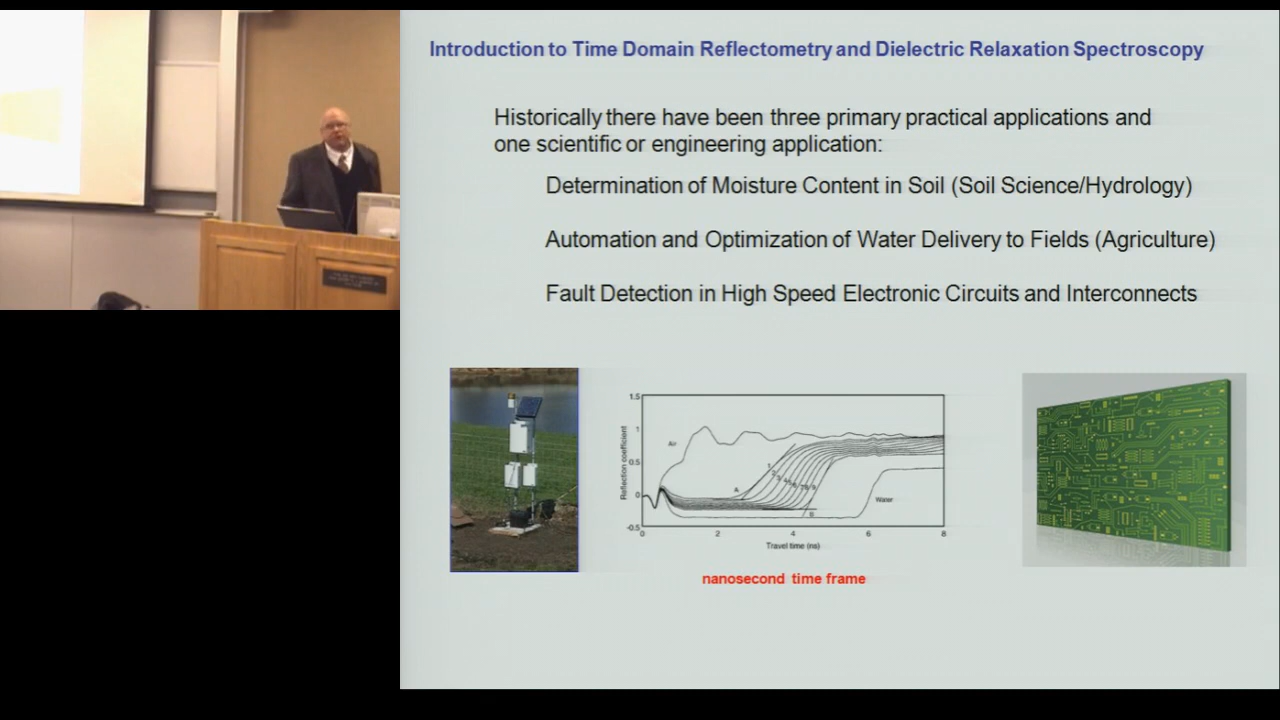 Introduction to Time Domain Reflectometry and Dielectric Relaxation Spectroscopy
Historically there have been three primary practical applications and
one scientific or engineering application:
Determination of Moisture Content in Soil (Soil Science/Hydrology)
Automation and Optimization of Water Delivery to Fields (Agriculture)
Fault Detection in High Speed Electronic Circuits and Interconnects
1.5
1
0.5
0
-0.5
Reflection coefficient
Air
A
1
B
Water
0 2 4 6 8
Travel time (ns)
nanosecond time frame